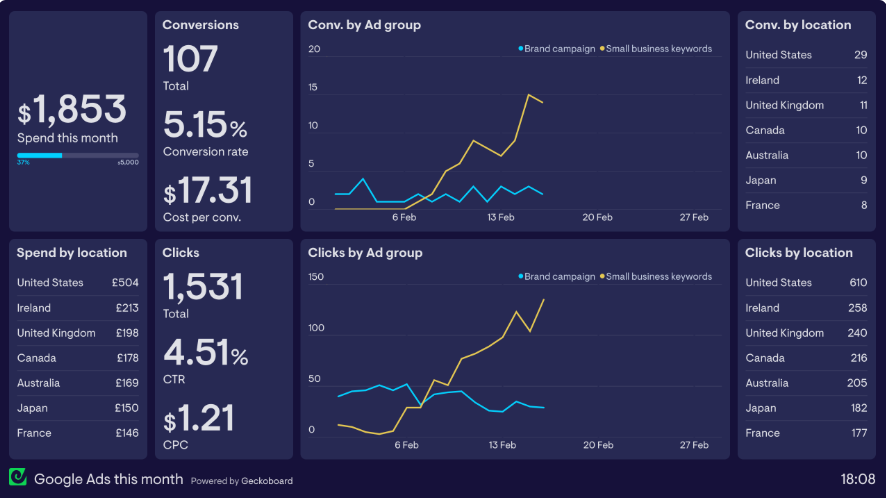 $1,853
Spend this month
37% $5,000
Conversions
107
Total
5.15%
Conversion rate
$17.31
Cost per conv.
Conv. by Ad group
Brand campaign Small business keywords
20
15
10
5
0
6 Feb 13 Feb 20 Feb 27 Feb
Conv. by location
United States 29
Ireland 12
United Kingdom 11
Canada 10
Australia 10
Japan 9
France 8
Spend by location
United States £504
Ireland £213
United Kingdom £198
Canada £178
Australia £169
Japan £150
France £146
Clicks
1,531
Total
4.51%
CTR
$1.21
CPC
Clicks by Ad group
Brand campaign Small business keywords
150
100
50
0
6 Feb 13 Feb 20 Feb 27 Feb
Clicks by location
United States 610
Ireland 258
United Kingdom 240
Canada 216
Australia 205
Japan 182
France 177
Google Ads this month Powered by Geckoboard
18:08